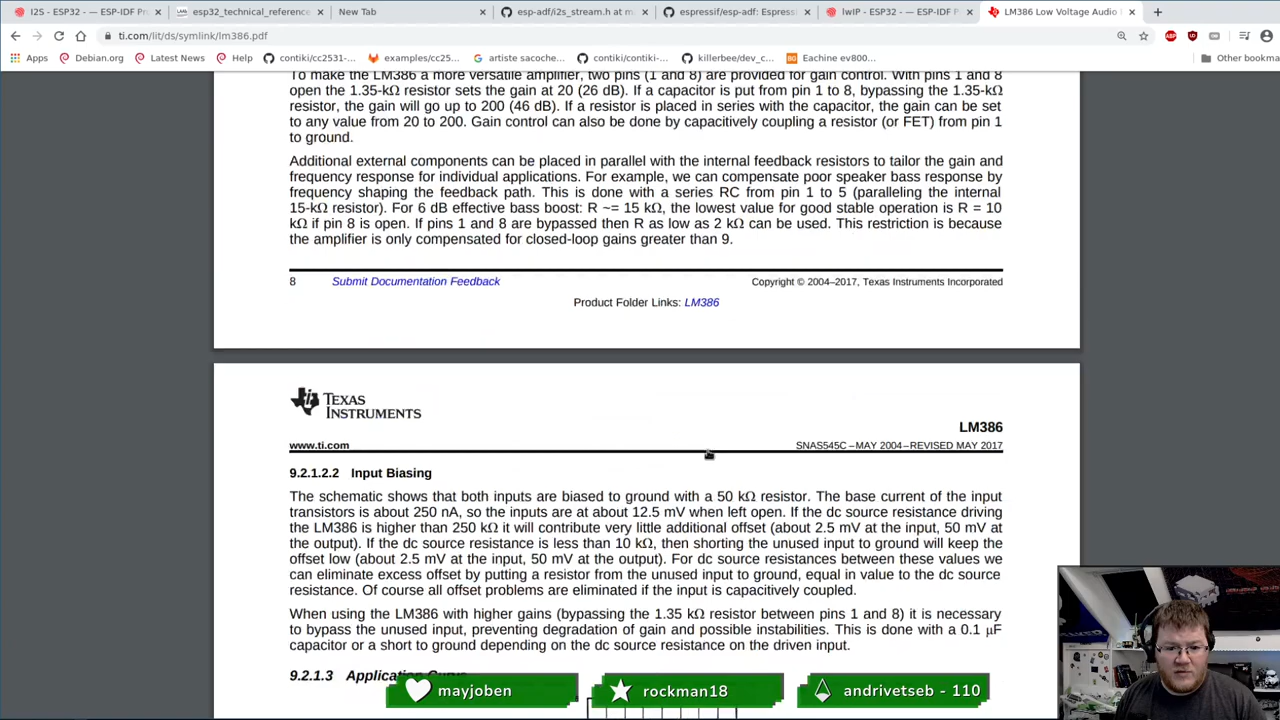 I2S - ESP32 - — ESP-IDF Pr
esp32_technical_reference
New Tab
esp-adf/i2s_stream.h at m
espressif/esp-adf: Espress
lwIP - ESP32 - — ESP-IDF P
LM386 Low Voltage Audio
ti.com/lit/ds/symlink/lm386.pdf
Apps
Debian.org
Latest News
Help
contiki/cc2531-...
examples/cc25...
artiste sacoche...
contiki/contiki-...
killerbee/dev_c...
Eachine ev800...
Other bookma
To make the LM386 a more versatile amplifier, two pins (1 and 8) are provided for gain control. With pins 1 and 8
open the 1.35-kΩ resistor sets the gain at 20 (26 dB). If a capacitor is put from pin 1 to 8, bypassing the 1.35-kΩ
resistor, the gain will go up to 200 (46 dB). If a resistor is placed in series with the capacitor, the gain can be set
to any value from 20 to 200. Gain control can also be done by capacitively coupling a resistor (or FET) from pin 1
to ground.
Additional external components can be placed in parallel with the internal feedback resistors to tailor the gain and
frequency response for individual applications. For example, we can compensate poor speaker bass response by
frequency shaping the feedback path. This is done with a series RC from pin 1 to 5 (paralleling the internal
15-kΩ resistor). For 6 dB effective bass boost: R ~= 15 kΩ, the lowest value for good stable operation is R = 10
kΩ if pin 8 is open. If pins 1 and 8 are bypassed then R as low as 2 kΩ can be used. This restriction is because
the amplifier is only compensated for closed-loop gains greater than 9.
8 Submit Documentation Feedback Copyright © 2004–2017, Texas Instruments Incorporated
Product Folder Links: LM386
TEXAS
INSTRUMENTS
LM386
www.ti.com SNAS545C –MAY 2004–REVISED MAY 2017
9.2.1.2.2 Input Biasing
The schematic shows that both inputs are biased to ground with a 50 kΩ resistor. The base current of the input
transistors is about 250 nA, so the inputs are at about 12.5 mV when left open. If the dc source resistance driving
the LM386 is higher than 250 kΩ it will contribute very little additional offset (about 2.5 mV at the input, 50 mV at
the output). If the dc source resistance is less than 10 kΩ, then shorting the unused input to ground will keep the
offset low (about 2.5 mV at the input, 50 mV at the output). For dc source resistances between these values we
can eliminate excess offset by putting a resistor from the unused input to ground, equal in value to the dc source
resistance. Of course all offset problems are eliminated if the input is capacitively coupled.
When using the LM386 with higher gains (bypassing the 1.35 kΩ resistor between pins 1 and 8) it is necessary
to bypass the unused input, preventing degradation of gain and possible instabilities. This is done with a 0.1 μF
capacitor or a short to ground depending on the dc source resistance on the driven input.
9.2.1.3 Application
mayjoben
rockman18
andrivetseb - 110